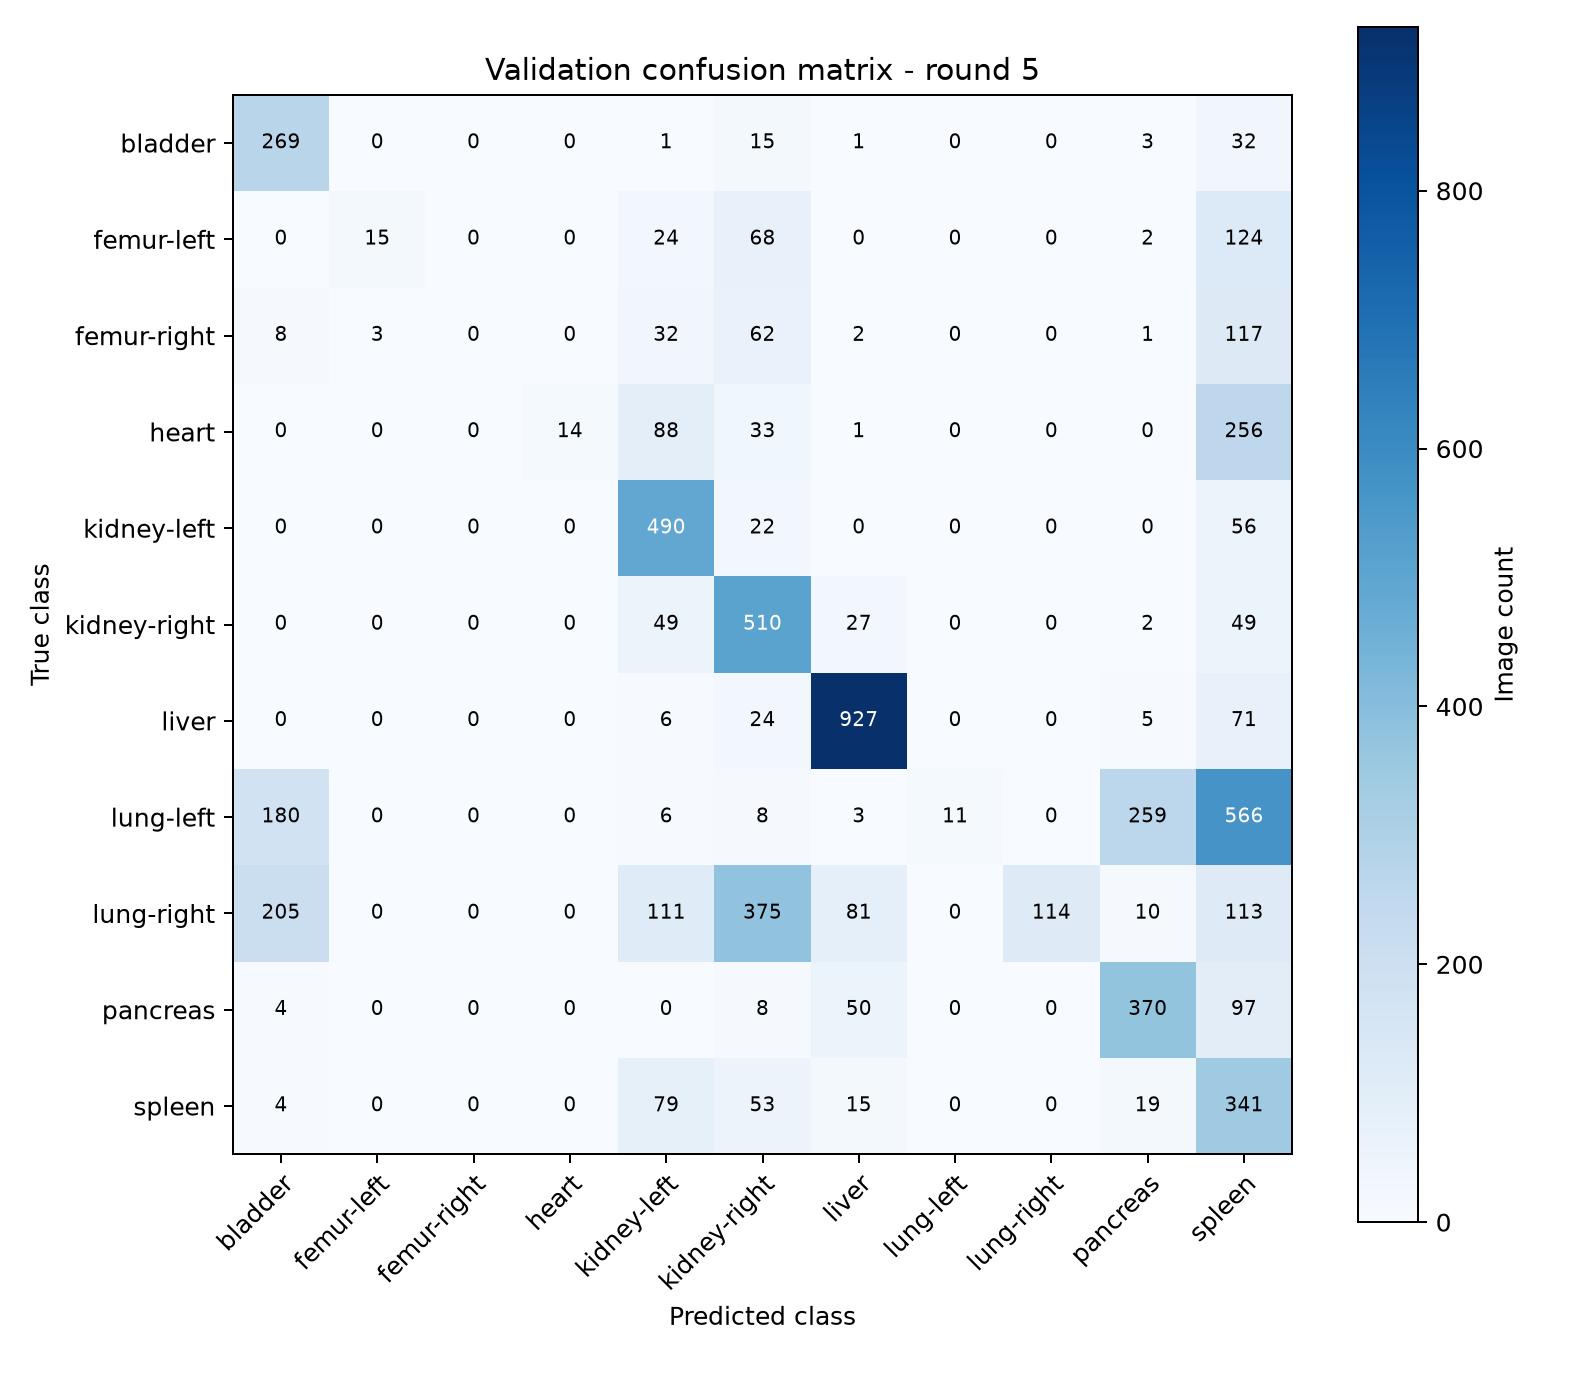 Validation confusion matrix - round 5
bladder 269 0 0 0 1 15 1 0 0 3 32
femur-left 0 15 0 0 24 68 0 0 0 2 124
femur-right 8 3 0 0 32 62 2 0 0 1 117
heart 0 0 0 14 88 33 1 0 0 0 256
kidney-left 0 0 0 0 490 22 0 0 0 0 56
kidney-right 0 0 0 0 49 510 27 0 0 2 49
liver 0 0 0 0 6 24 927 0 0 5 71
lung-left 180 0 0 0 6 8 3 11 0 259 566
lung-right 205 0 0 0 111 375 81 0 114 10 113
pancreas 4 0 0 0 0 8 50 0 0 370 97
spleen 4 0 0 0 79 53 15 0 0 19 341
True class
bladder femur-left femur-right heart kidney-left kidney-right liver lung-left lung-right pancreas spleen
Predicted class
800
600
400
200
0
Image count